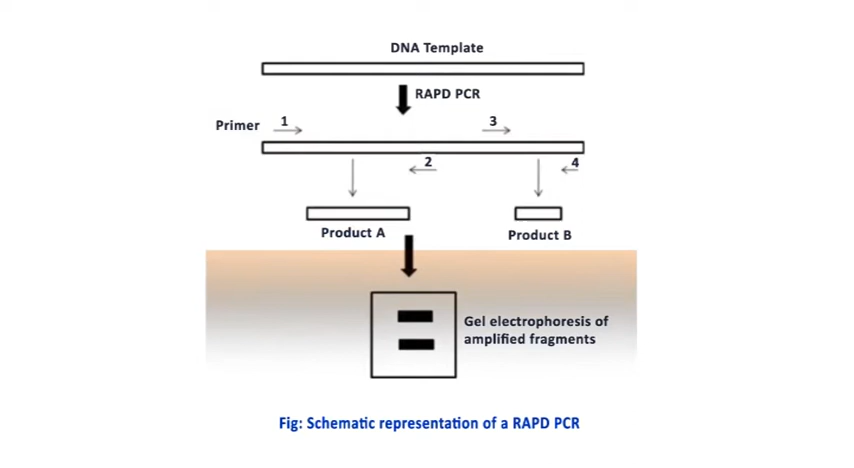 DNA Template
RAPD PCR
Primer 1 3
2 4
Product A Product B
Gel electrophoresis of
amplified fragments
Fig: Schematic representation of a RAPD PCR